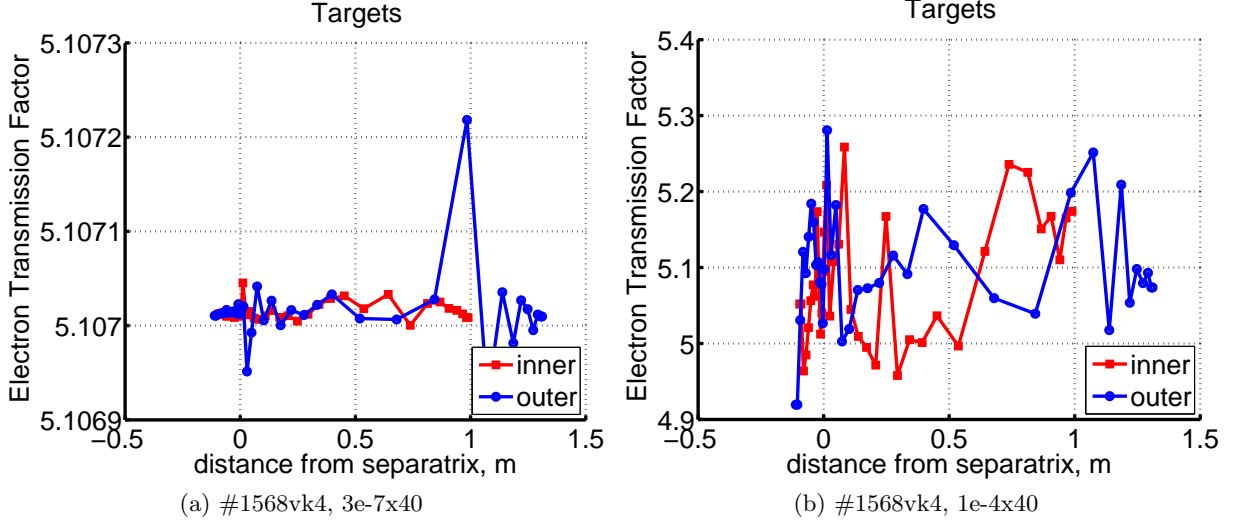 Targets
Electron Transmission Factor
5.1073
5.1072
5.1071
5.107
5.1069
−0.5
0
0.5
1
1.5
inner
outer
distance from separatrix, m
(a) #1568vk4, 3e-7x40
Targets
Electron Transmission Factor
5.4
5.3
5.2
5.1
5
4.9
−0.5
0
0.5
1
1.5
inner
outer
distance from separatrix, m
(b) #1568vk4, 1e-4x40